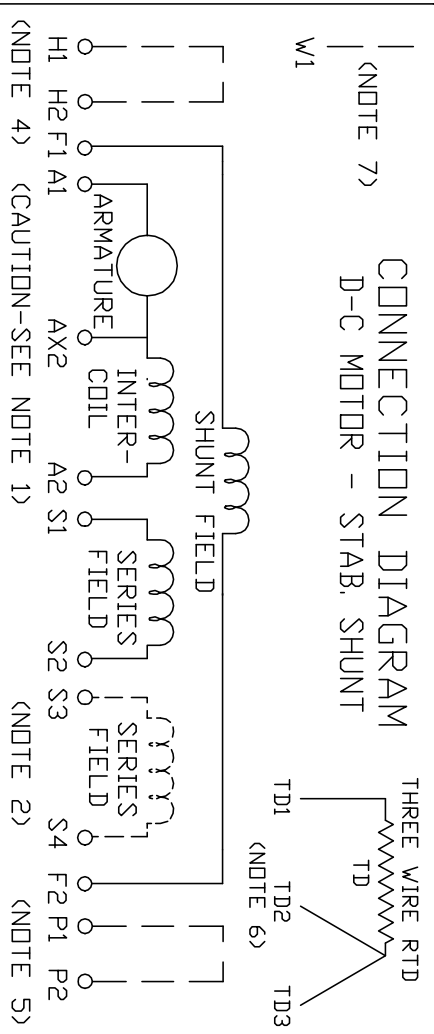 CONNECTION DIAGRAM
D-C MOTOR - STAB. SHUNT
W1
(NOTE 7)
THREE WIRE RTD
TD
TD1
TD2
TD3
(NOTE 6)
SHUNT FIELD
ARMATURE
INTER-
COIL
SERIES
FIELD
SERIES
FIELD
H1
H2
F1
A1
AX2
A2
S1
S2
S3
S4
F2
P1
P2
(NOTE 4)
(CAUTION-SEE NOTE 1)
(NOTE 2)
(NOTE 5)